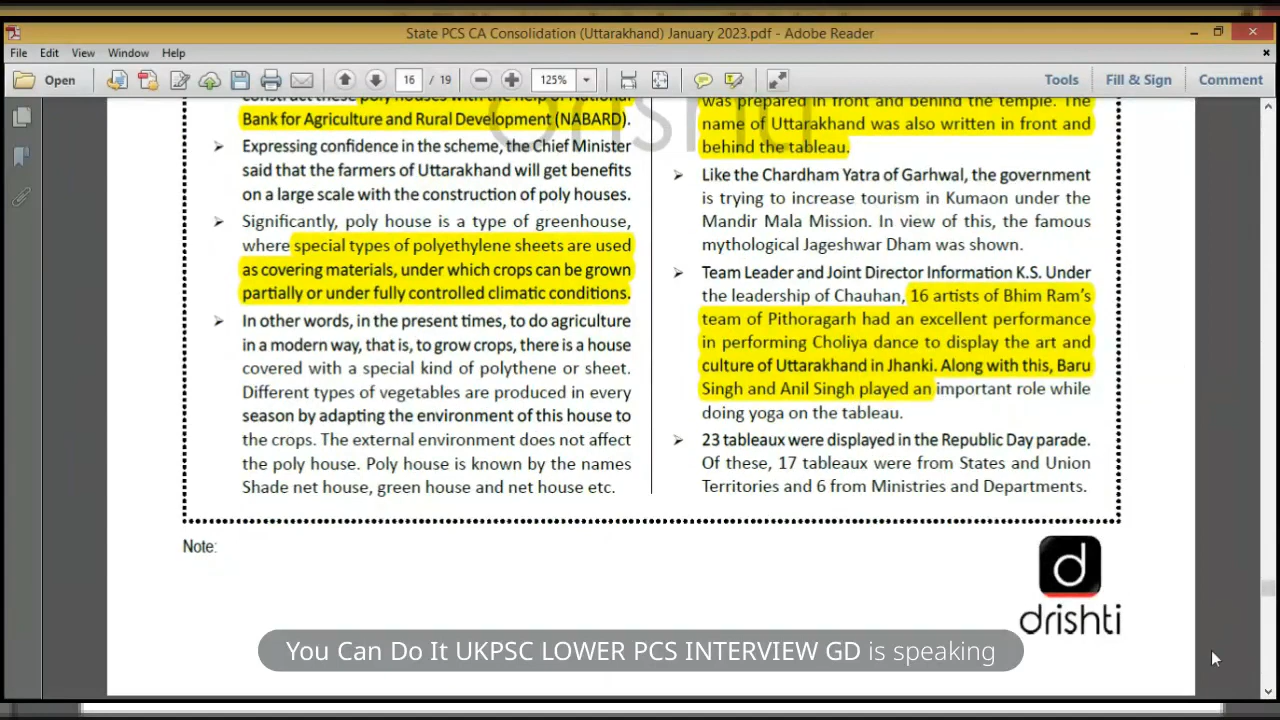 State PCS CA Consolidation (Uttarakhand) January 2023.pdf - Adobe Reader
File Edit View Window Help
Open 16 / 19 125% Tools Fill & Sign Comment
construct these poly houses with the help of National
Bank for Agriculture and Rural Development (NABARD).
➢ Expressing confidence in the scheme, the Chief Minister
said that the farmers of Uttarakhand will get benefits
on a large scale with the construction of poly houses.
➢ Significantly, poly house is a type of greenhouse,
where special types of polyethylene sheets are used
as covering materials, under which crops can be grown
partially or under fully controlled climatic conditions.
➢ In other words, in the present times, to do agriculture
in a modern way, that is, to grow crops, there is a house
covered with a special kind of polythene or sheet.
Different types of vegetables are produced in every
season by adapting the environment of this house to
the crops. The external environment does not affect
the poly house. Poly house is known by the names
Shade net house, green house and net house etc.
was prepared in front and behind the temple. The
name of Uttarakhand was also written in front and
behind the tableau.
➢ Like the Chardham Yatra of Garhwal, the government
is trying to increase tourism in Kumaon under the
Mandir Mala Mission. In view of this, the famous
mythological Jageshwar Dham was shown.
➢ Team Leader and Joint Director Information K.S. Under
the leadership of Chauhan, 16 artists of Bhim Ram's
team of Pithoragarh had an excellent performance
in performing Choliya dance to display the art and
culture of Uttarakhand in Jhanki. Along with this, Baru
Singh and Anil Singh played an important role while
doing yoga on the tableau.
➢ 23 tableaux were displayed in the Republic Day parade.
Of these, 17 tableaux were from States and Union
Territories and 6 from Ministries and Departments.
Note:
d
drishti
You Can Do It UKPSC LOWER PCS INTERVIEW GD is speaking